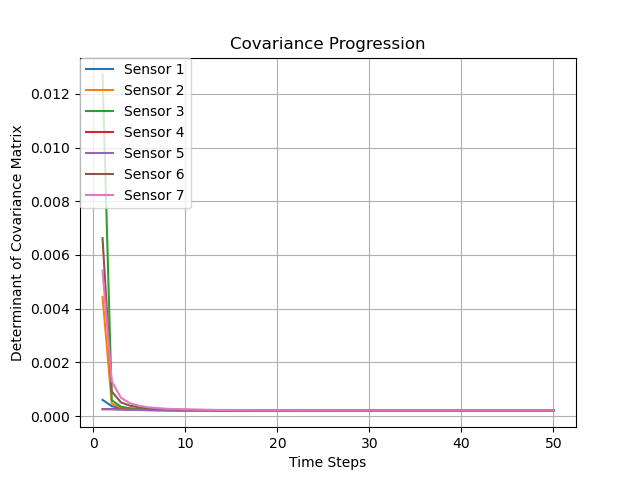 Covariance Progression
Sensor 1
Sensor 2
Sensor 3
Sensor 4
Sensor 5
Sensor 6
Sensor 7
Determinant of Covariance Matrix
0.012
0.010
0.008
0.006
0.004
0.002
0.000
0 10 20 30 40 50
Time Steps